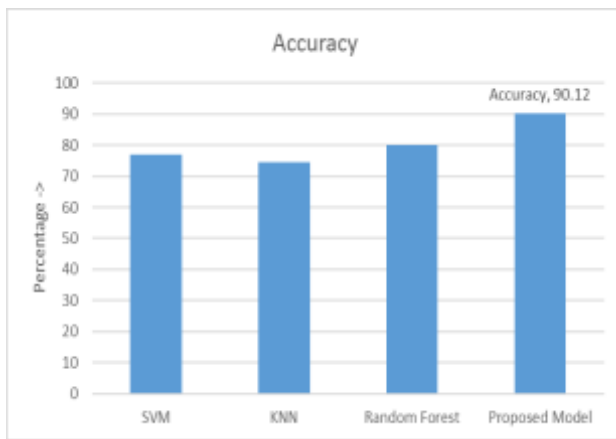 Accuracy
Accuracy, 90.12
100
90
80
70
60
50
40
30
20
10
0
Percentage ->
SVM
KNN
Random Forest
Proposed Model